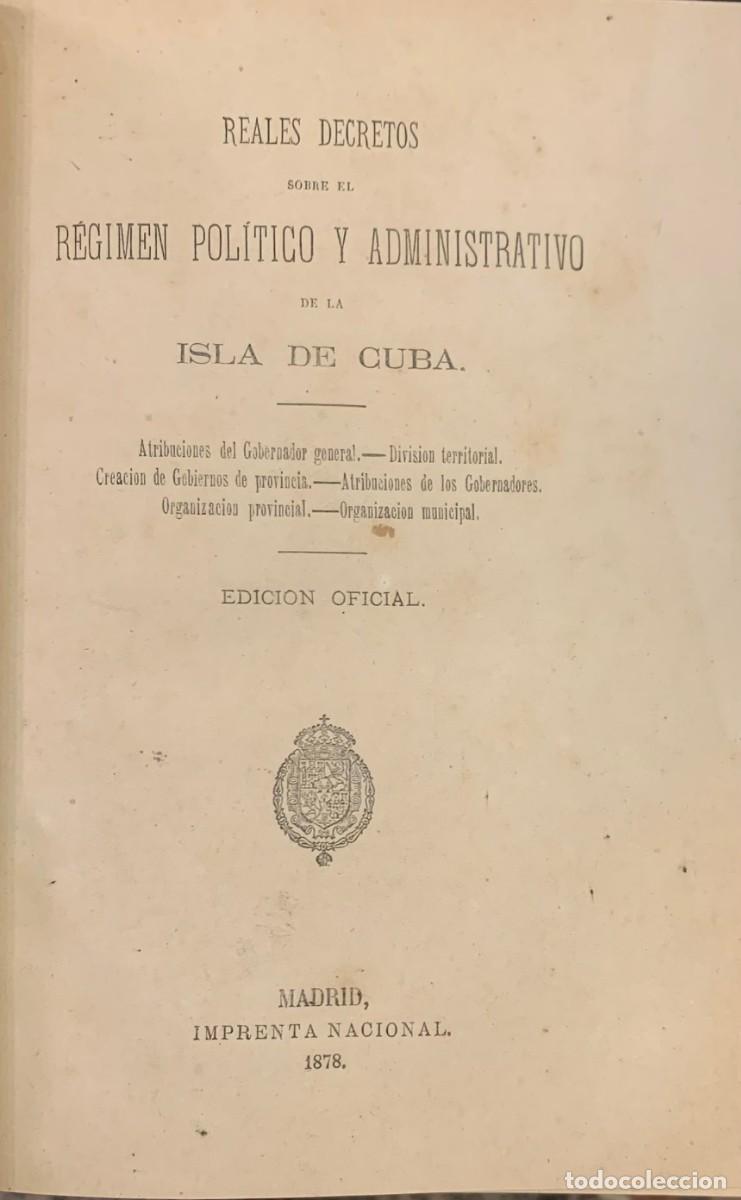 REALES DECRETOS
SOBRE EL
RÉGIMEN POLÍTICO Y ADMINISTRATIVO
DE LA
ISLA DE CUBA.
Atribuciones del Gobernador general.—Division territorial.
Creacion de Gobiernos de provincia.—Atribuciones de los Gobernadores.
Organizacion provincial.—Organizacion municipal.
EDICION OFICIAL.
MADRID,
IMPRENTA NACIONAL.
1878.
todocoleccion